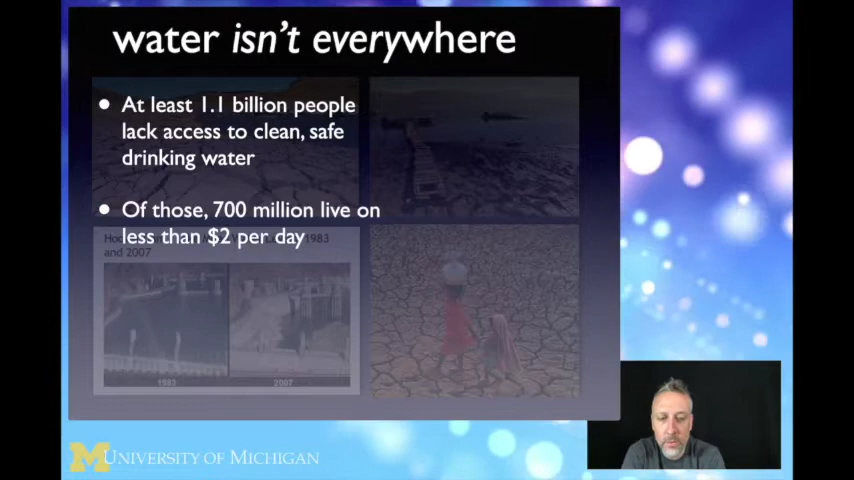 water isn't everywhere
• At least 1.1 billion people
lack access to clean, safe
drinking water
• Of those, 700 million live on
less than $2 per day
1983
and 2007
1983
2007
M UNIVERSITY OF MICHIGAN